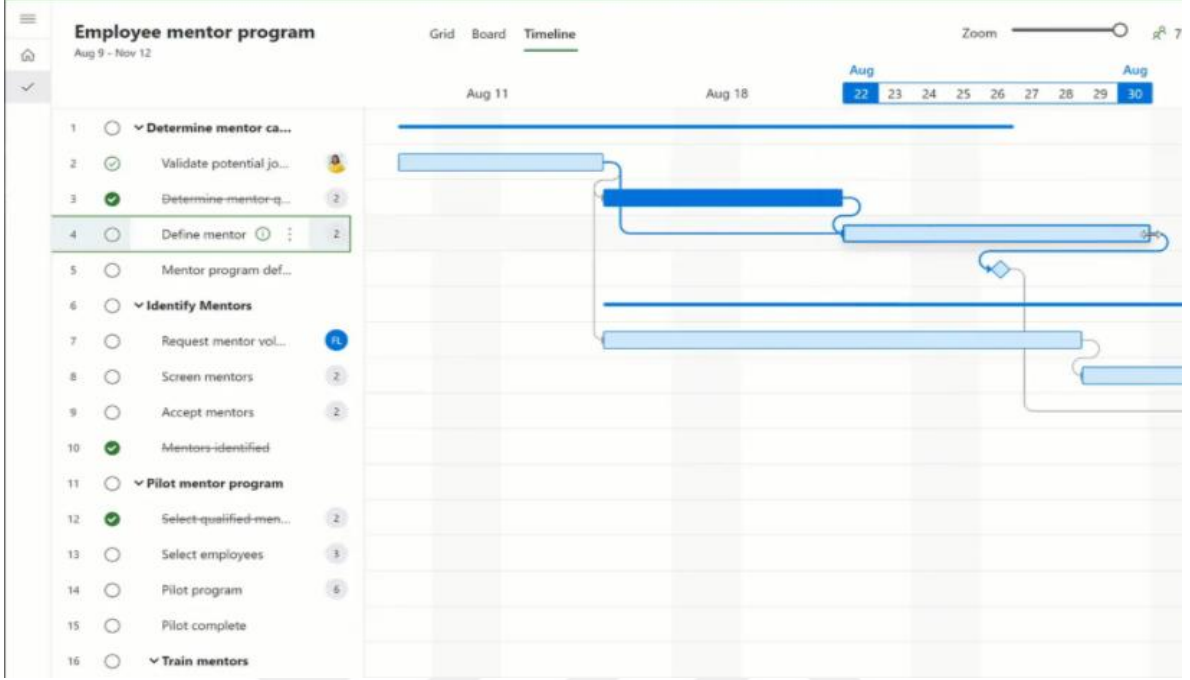 Employee mentor program
Aug 9 - Nov 12
Grid Board Timeline
Zoom
7
Aug Aug
Aug 11 Aug 18 22 23 24 25 26 27 28 29 30
1 Determine mentor ca...
2 Validate potential jo...
3 Determine mentor q... 2
4 Define mentor 2
5 Mentor program def...
6 Identify Mentors
7 Request mentor vol... FL
8 Screen mentors 2
9 Accept mentors 2
10 Mentors identified
11 Pilot mentor program
12 Select qualified men... 2
13 Select employees 3
14 Pilot program 6
15 Pilot complete
16 Train mentors